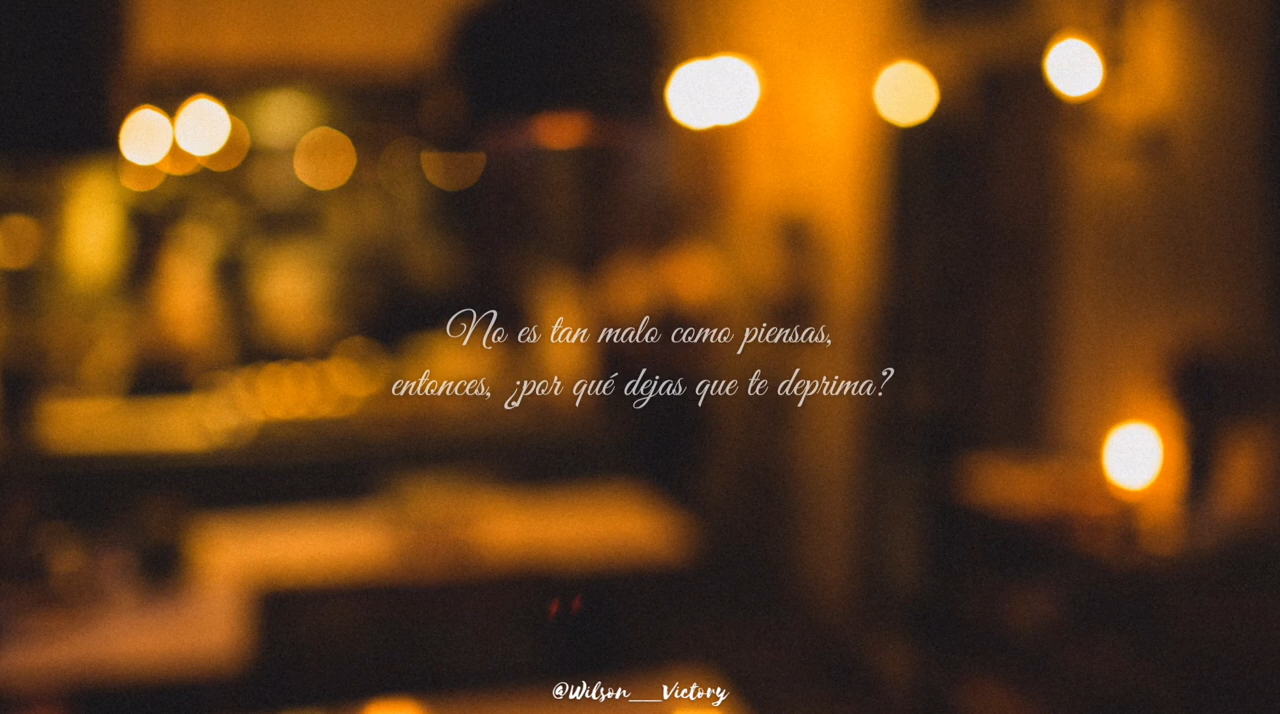 No es tan malo como piensas,
entonces, ¿por qué dejas que te deprima?
@Wilson__Victory